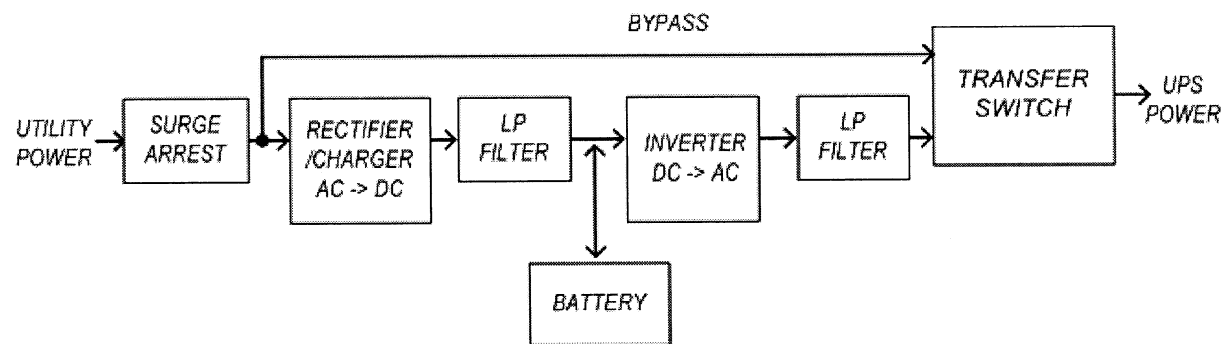 BYPASS
UTILITY
POWER
SURGE
ARREST
RECTIFIER
/CHARGER
AC -> DC
LP
FILTER
INVERTER
DC -> AC
LP
FILTER
TRANSFER
SWITCH
UPS
POWER
BATTERY